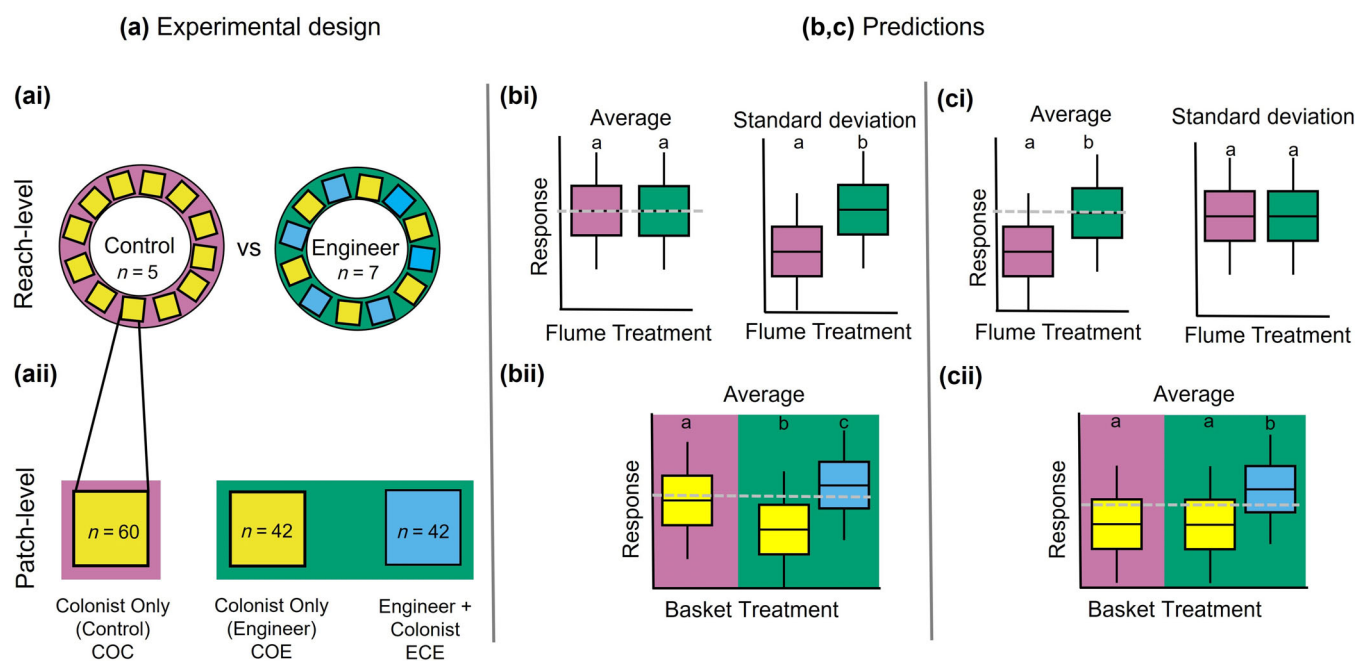 (a) Experimental design
(b,c) Predictions
(ai)
Reach-level
Control
n = 5
vs
Engineer
n = 7
(aii)
Patch-level
n = 60
n = 42
n = 42
Colonist Only
(Control)
COC
Colonist Only
(Engineer)
COE
Engineer +
Colonist
ECE
(bi)
Average
a a
Response
Flume Treatment
Standard deviation
a b
Flume Treatment
(bii)
Average
a b c
Response
Basket Treatment
(ci)
Average
a b
Response
Flume Treatment
Standard deviation
a a
Flume Treatment
(cii)
Average
a a b
Response
Basket Treatment